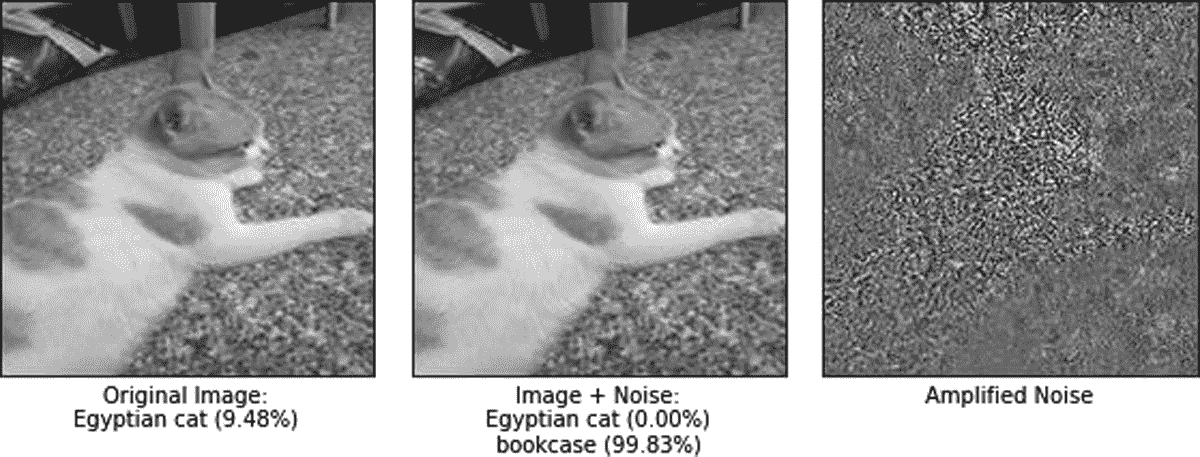 Original Image:
Egyptian cat (9.48%)
Image + Noise:
Egyptian cat (0.00%)
bookcase (99.83%)
Amplified Noise